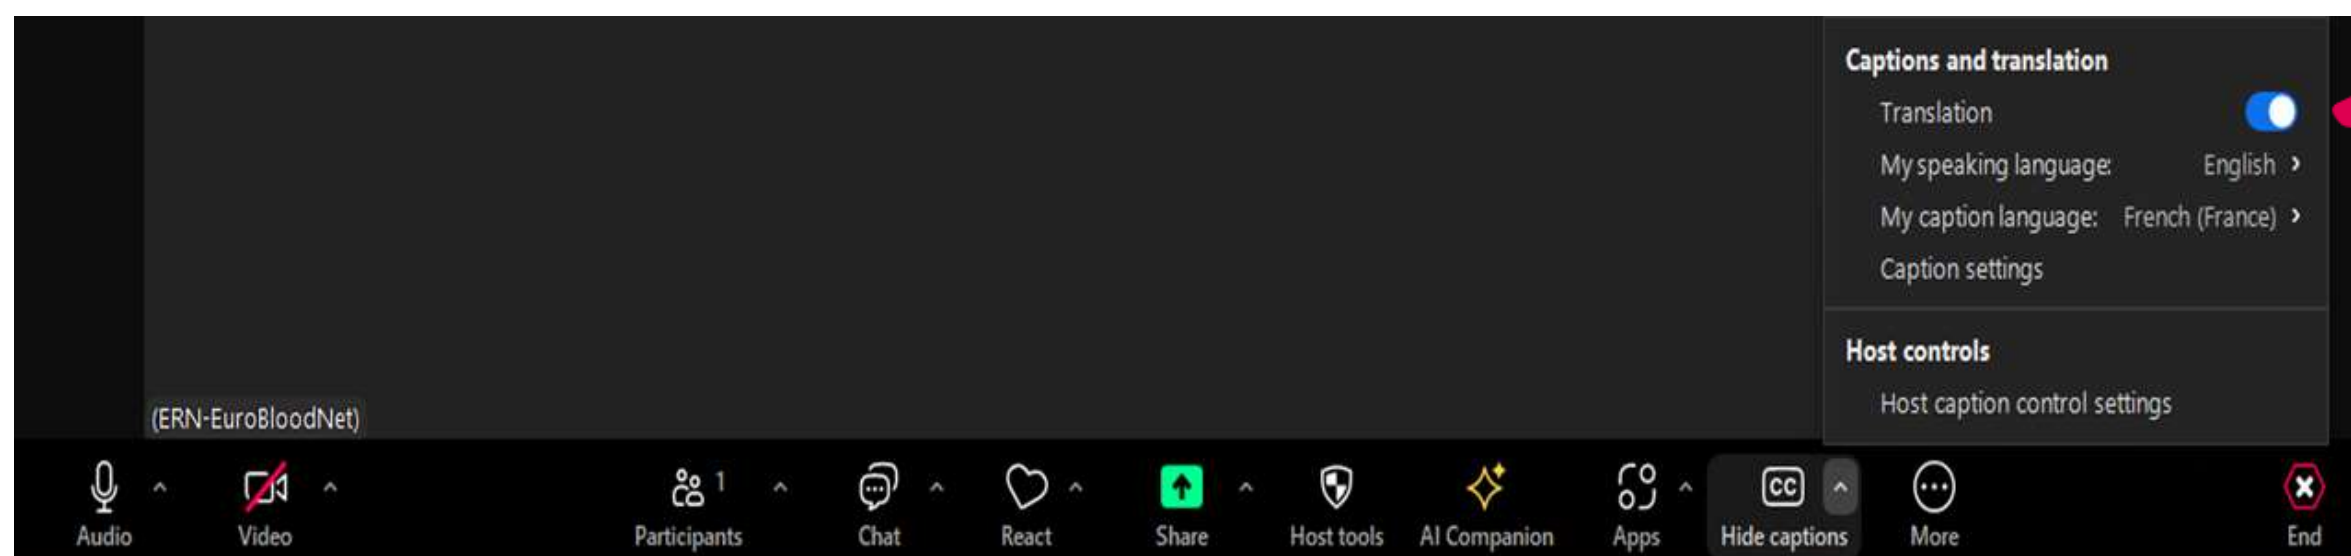 Captions and translation
Translation
My speaking language: English
My caption language: French (France)
Caption settings
Host controls
Host caption control settings
(ERN-EuroBloodNet)
1
CC
Audio Video Participants Chat React Share Host tools AI Companion Apps Hide captions More End